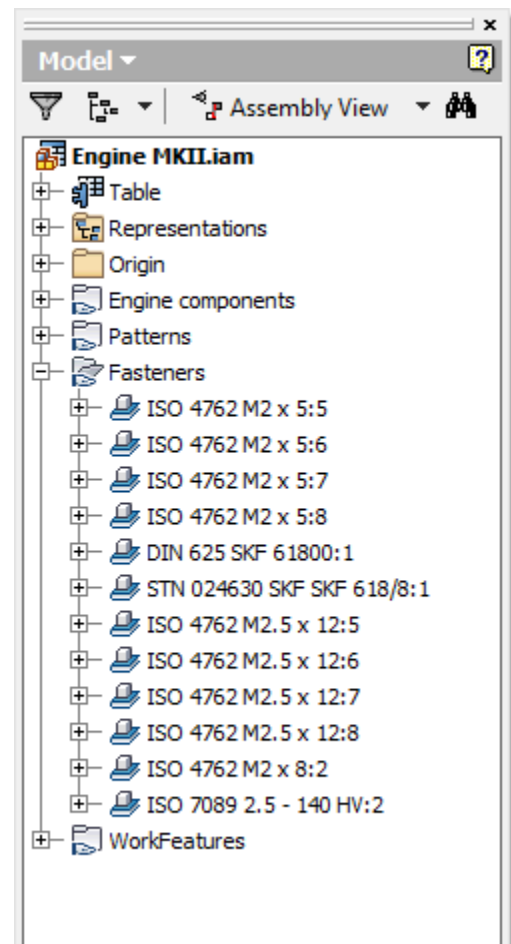 Model
Assembly View
Engine MKII.iam
Table
Representations
Origin
Engine components
Patterns
Fasteners
ISO 4762 M2 x 5:5
ISO 4762 M2 x 5:6
ISO 4762 M2 x 5:7
ISO 4762 M2 x 5:8
DIN 625 SKF 61800:1
STN 024630 SKF SKF 618/8:1
ISO 4762 M2.5 x 12:5
ISO 4762 M2.5 x 12:6
ISO 4762 M2.5 x 12:7
ISO 4762 M2.5 x 12:8
ISO 4762 M2 x 8:2
ISO 7089 2.5 - 140 HV:2
WorkFeatures